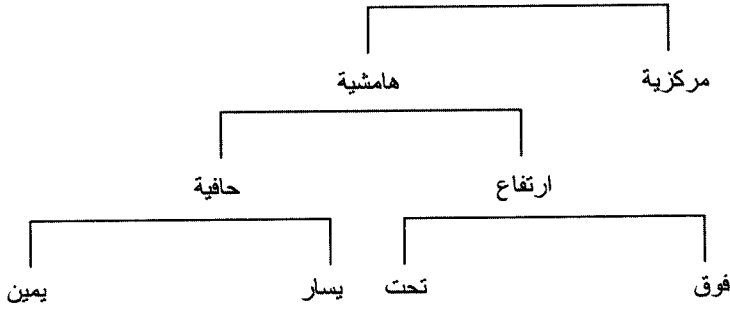 مركزية هامشية
ارتفاع حافية
فوق تحت يسار يمين